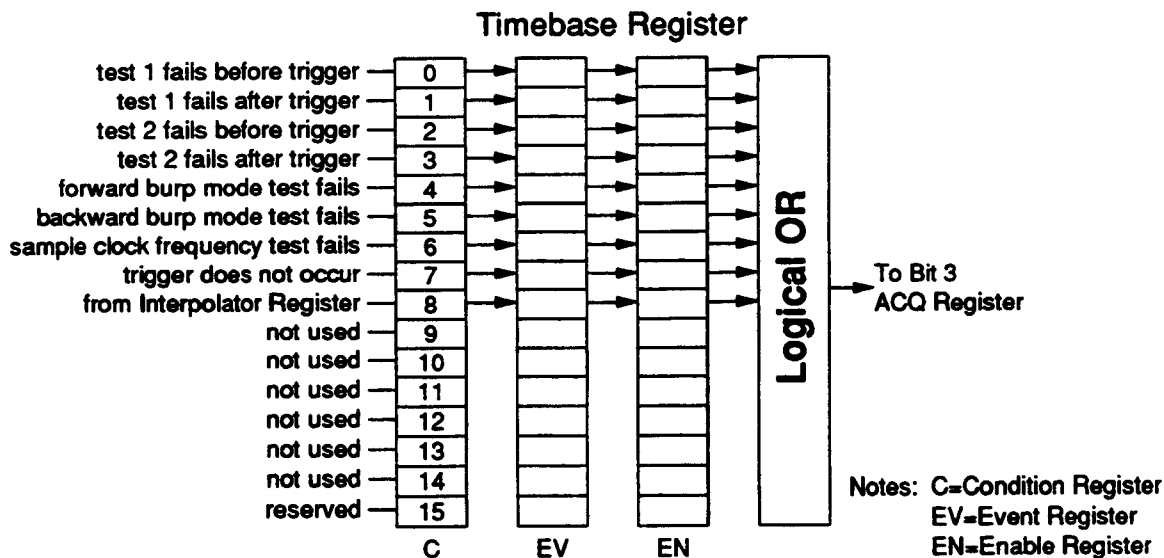 Timebase Register
test 1 fails before trigger 0
test 1 fails after trigger 1
test 2 fails before trigger 2
test 2 fails after trigger 3
forward burp mode test fails 4
backward burp mode test fails 5
sample clock frequency test fails 6
trigger does not occur 7
from Interpolator Register 8
not used 9
not used 10
not used 11
not used 12
not used 13
not used 14
reserved 15
C EV EN
Logical OR
To Bit 3
ACQ Register
Notes: C=Condition Register
EV=Event Register
EN=Enable Register